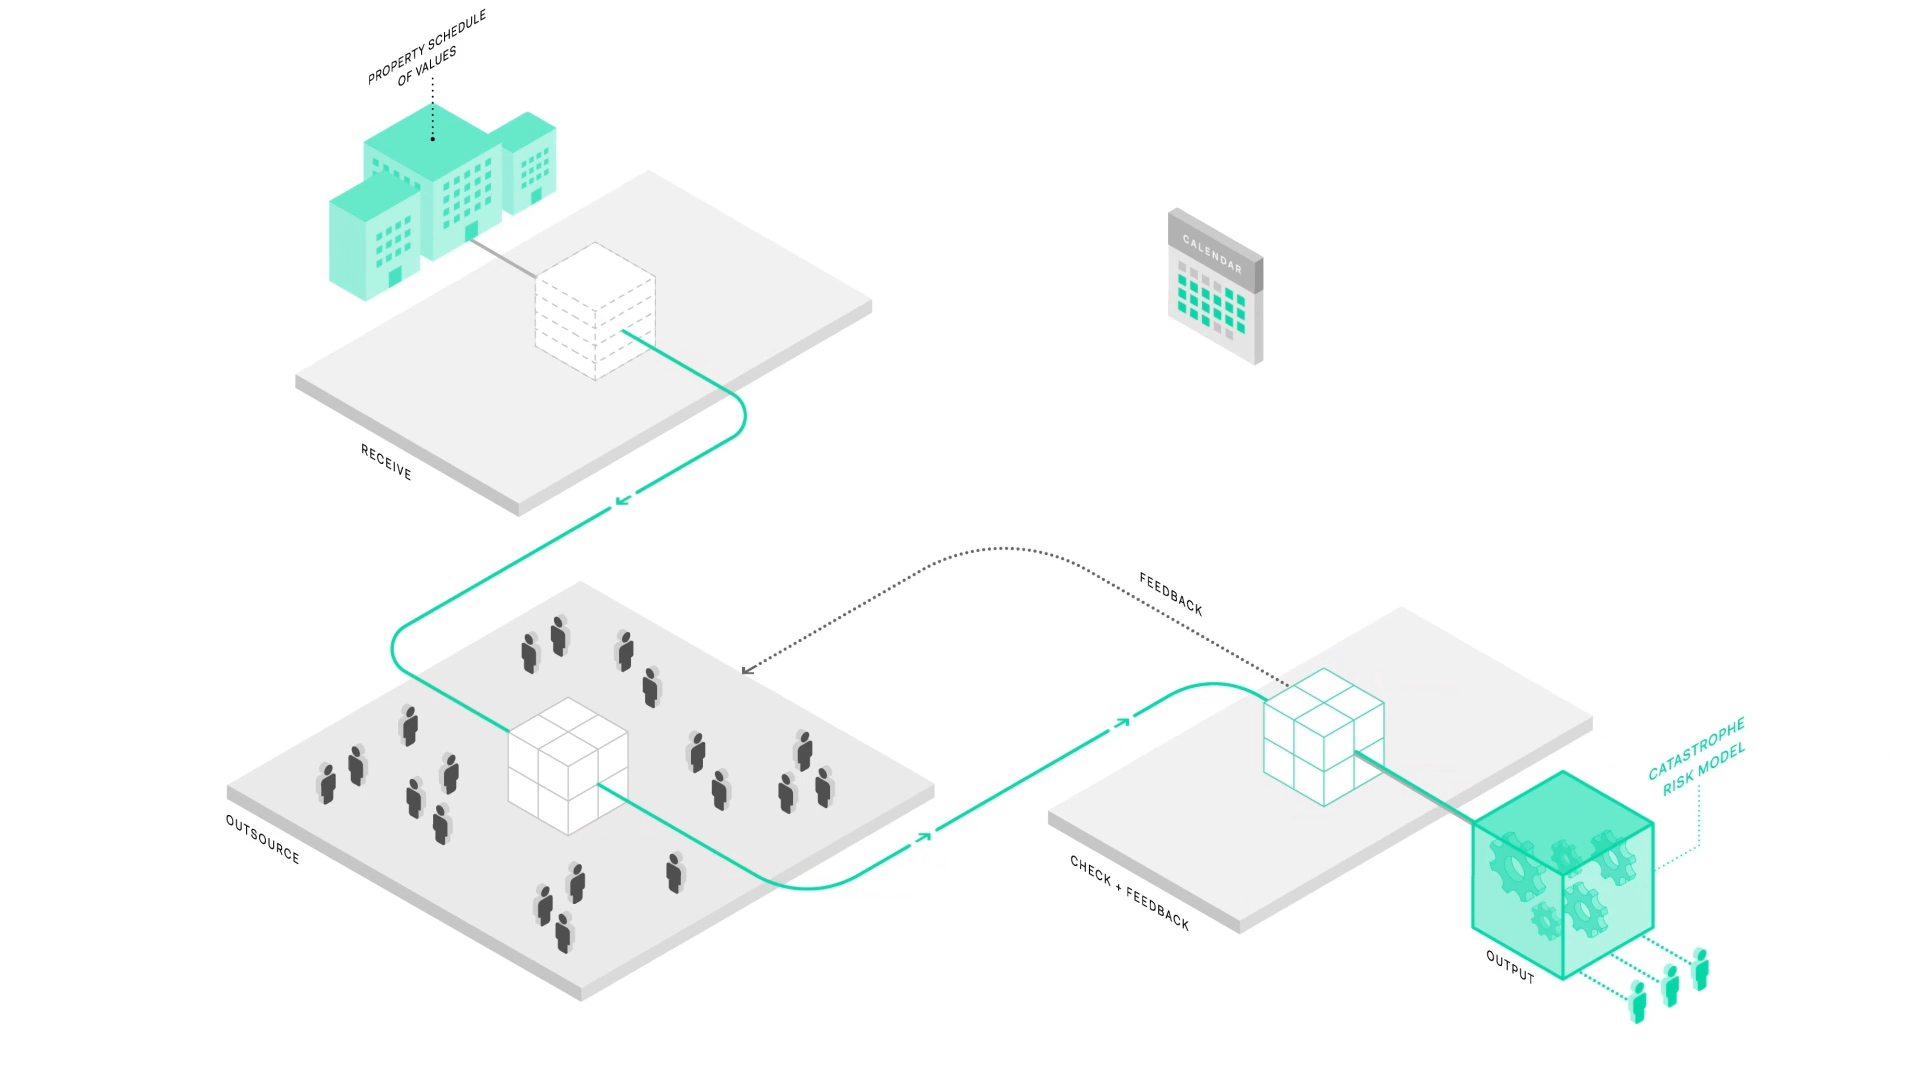 PROPERTY SCHEDULE
OF VALUES
CALENDAR
RECEIVE
FEEDBACK
OUTSOURCE
CHECK + FEEDBACK
CATASTROPHE
RISK MODEL
OUTPUT